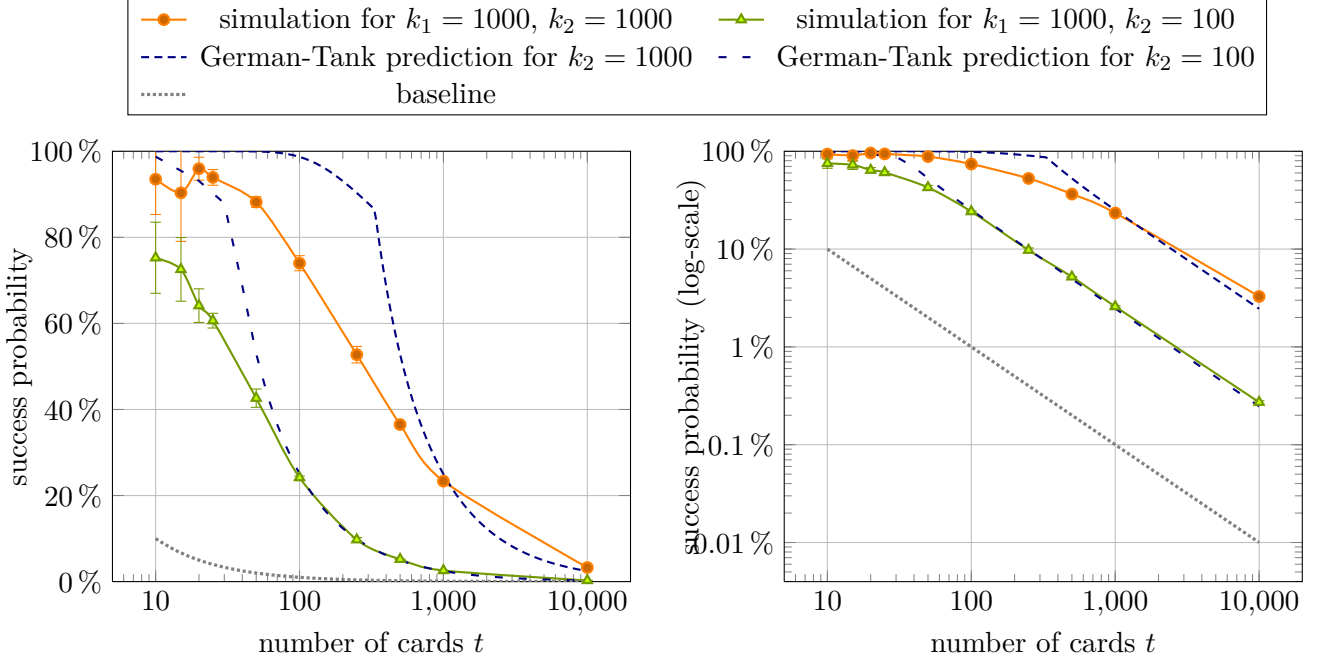 simulation for k₁ = 1000, k₂ = 1000
simulation for k₁ = 1000, k₂ = 100
German-Tank prediction for k₂ = 1000
German-Tank prediction for k₂ = 100
baseline
success probability
100 %
80 %
60 %
40 %
20 %
0 %
10
100
1,000
10,000
number of cards t
success probability (log-scale)
100 %
10 %
1 %
0.1 %
0.01 %
10
100
1,000
10,000
number of cards t